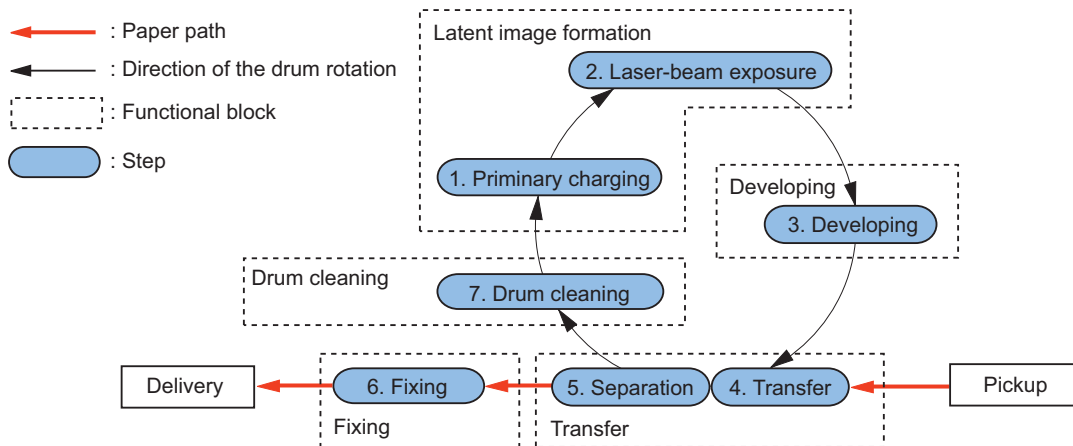 : Paper path
: Direction of the drum rotation
: Functional block
: Step
Latent image formation
2. Laser-beam exposure
1. Priminary charging
Developing
3. Developing
Drum cleaning
7. Drum cleaning
Delivery
6. Fixing
5. Separation
4. Transfer
Pickup
Fixing
Transfer